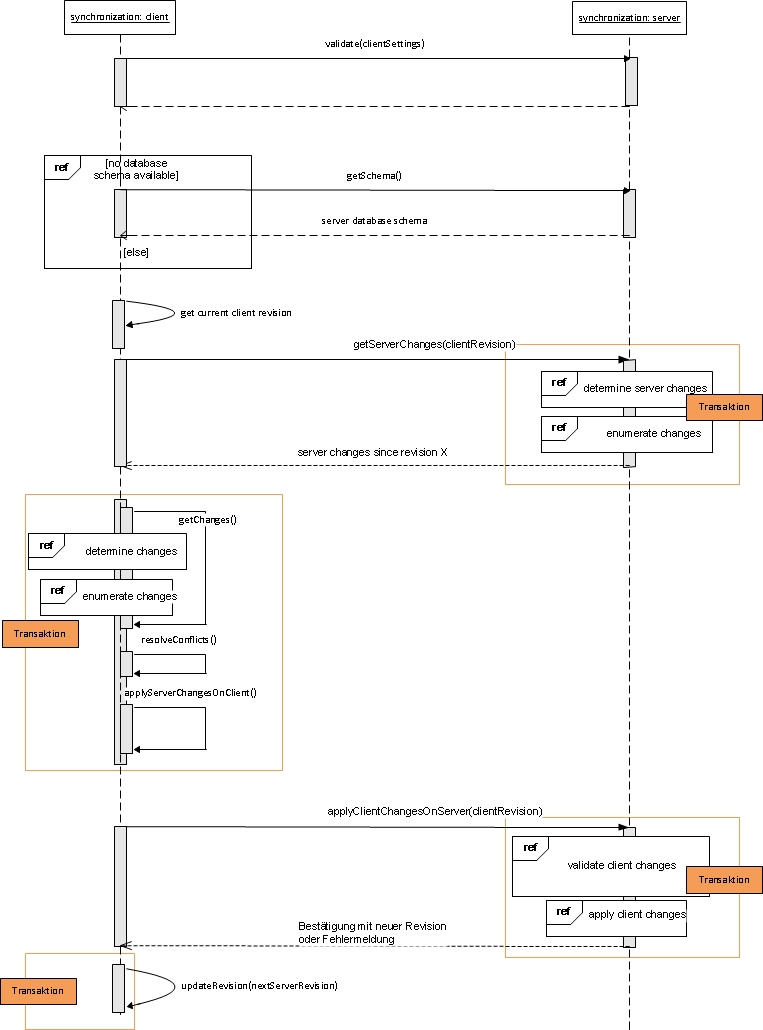 synchronization: client
synchronization: server
validate(clientSettings)
ref
[no database
schema available]
getSchema()
server database schema
[else]
get current client revision
getServerChanges(clientRevision)
ref
determine server changes
Transaktion
ref
enumerate changes
server changes since revision X
getChanges()
ref
determine changes
ref
enumerate changes
Transaktion
resolveConflicts()
applyServerChangesOnClient()
applyClientChangesOnServer(clientRevision)
ref
validate client changes
Transaktion
ref
apply client changes
Bestätigung mit neuer Revision
oder Fehlermeldung
Transaktion
updateRevision(nextServerRevision)